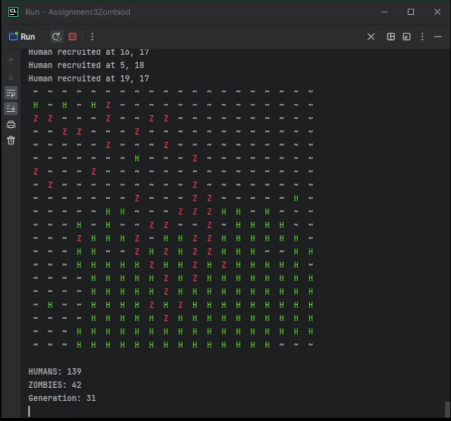 Run - Assignment3Zombiod
Run
Human recruited at 16, 17
Human recruited at 5, 18
Human recruited at 19, 17
~ ~ ~ ~ ~ ~ ~ ~ ~ ~ ~ ~ ~ ~ ~ ~ ~ ~ ~ ~
H ~ H ~ H Z ~ ~ ~ ~ ~ ~ ~ ~ ~ ~ ~ ~ ~ ~
Z Z ~ ~ ~ Z ~ ~ Z Z ~ ~ ~ ~ ~ ~ ~ ~ ~ ~
~ ~ Z Z ~ ~ ~ Z ~ ~ ~ ~ ~ ~ ~ ~ ~ ~ ~ ~
~ ~ ~ ~ ~ Z ~ ~ ~ Z ~ ~ ~ ~ ~ ~ ~ ~ ~ ~
~ ~ ~ ~ ~ ~ ~ H ~ ~ ~ Z ~ ~ ~ ~ ~ ~ ~ ~
Z ~ ~ ~ Z ~ ~ ~ ~ ~ ~ ~ ~ ~ ~ ~ ~ ~ ~ ~
~ Z ~ ~ ~ ~ ~ ~ ~ ~ ~ Z ~ ~ ~ ~ ~ ~ ~ ~
~ ~ ~ ~ ~ ~ ~ Z ~ ~ ~ Z Z ~ ~ ~ ~ ~ H ~
~ ~ ~ ~ ~ H H ~ ~ ~ Z Z Z H H ~ H ~ ~ ~
~ ~ ~ H ~ H ~ ~ Z Z ~ ~ Z ~ H H H H ~ ~
~ ~ ~ Z H H H Z ~ H H Z Z H H H H H H ~
~ ~ ~ H H ~ ~ Z H Z H Z Z H H H H ~ H H
~ ~ ~ H H H H H Z H H Z H Z H H H H H H
~ ~ ~ ~ H H H H H Z H Z H H H H H H H H
~ ~ ~ ~ H H H H Z H H H H H H H H H H H
~ H ~ ~ H H H H Z H Z H H H H H H H H H
~ ~ ~ ~ H H H H H Z H H H H H H H H H H
~ ~ ~ H H H H H H H H H H H H H H H H H
~ ~ ~ H H H H H H H H H H H H H H ~ ~ ~
HUMANS: 139
ZOMBIES: 42
Generation: 31